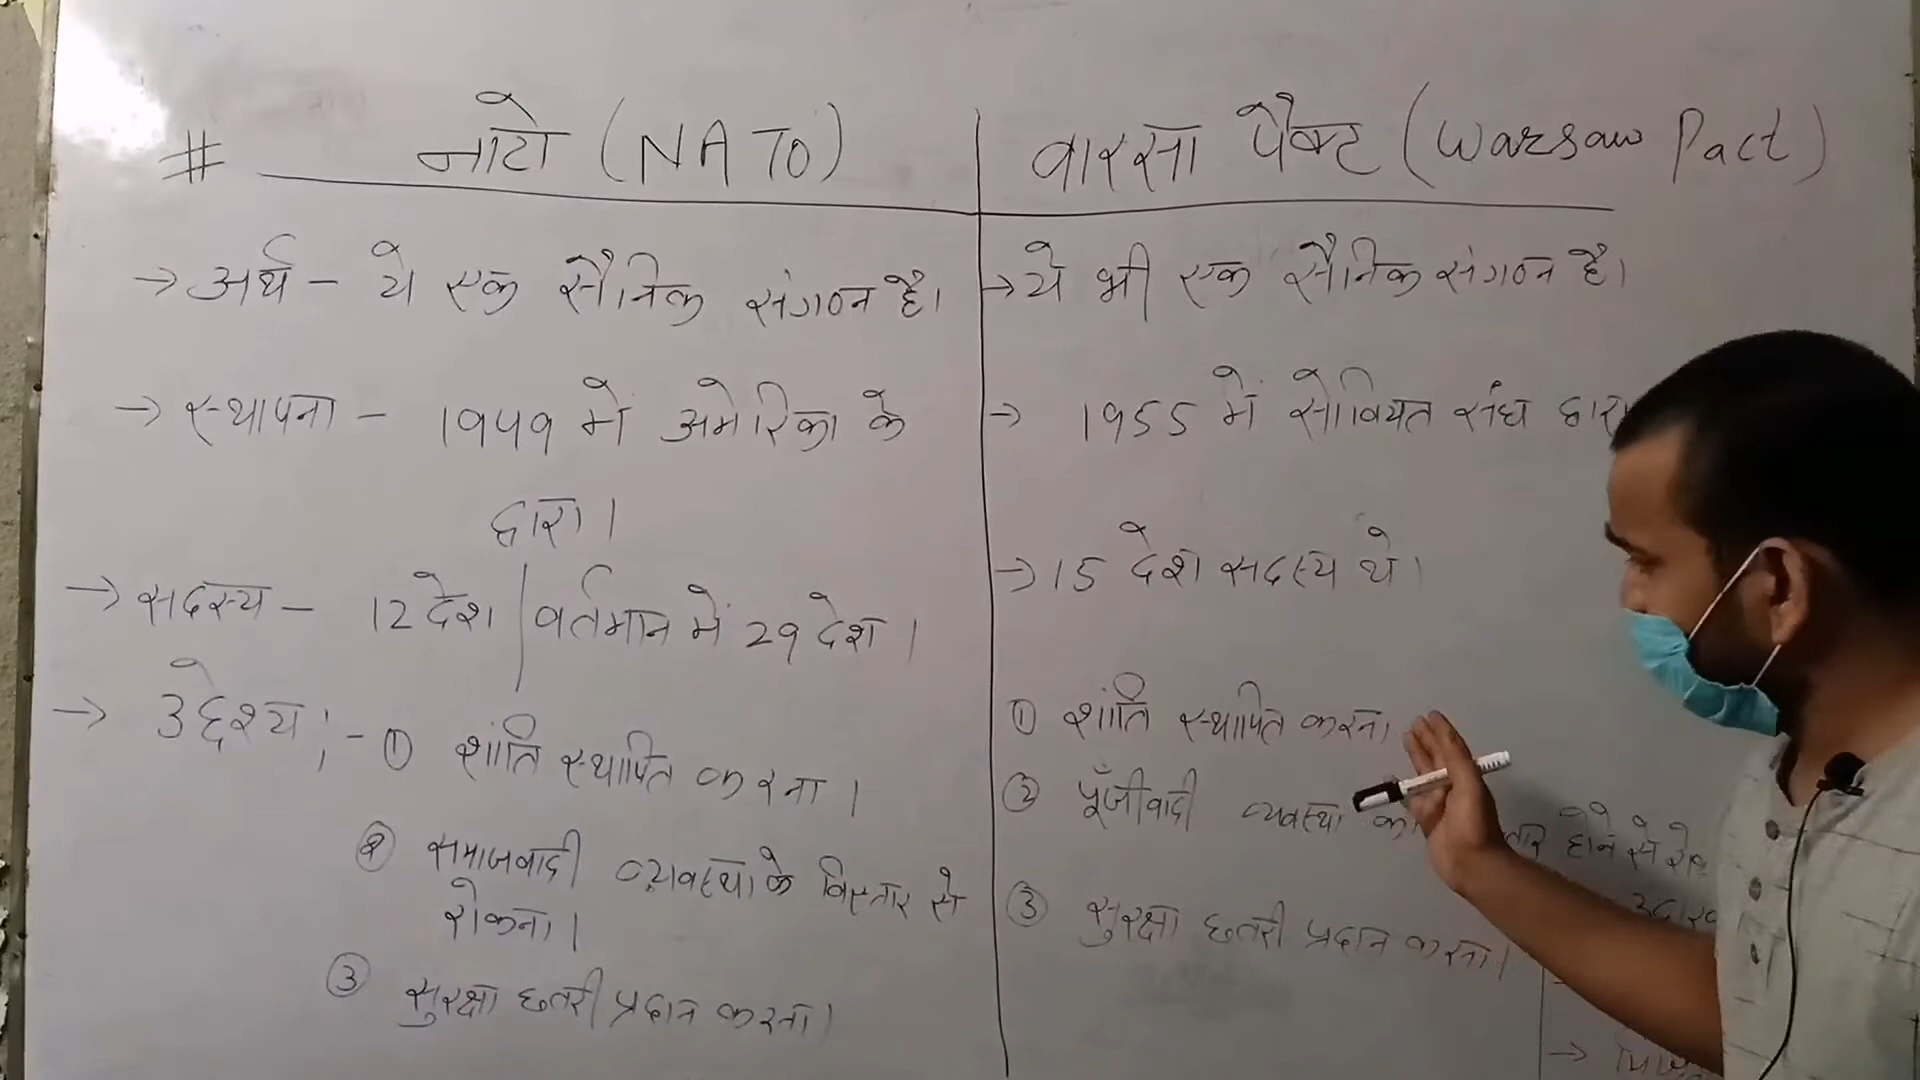 # नाटो (NATO)
→ अर्थ – ये एक सैनिक संगठन है।
→ स्थापना – 1949 में अमेरिका के
द्वारा।
→ सदस्य – 12 देश | वर्तमान में 29 देश।
→ उद्देश्य ;- ① शांति स्थापित करना।
② समाजवादी व्यवस्था के विस्तार से
रोकना।
③ सुरक्षा छतरी प्रदान करना।
वारसा पैक्ट (Warsaw Pact)
→ ये भी एक सैनिक संगठन है।
→ 1955 में सोवियत संघ द्वारा
→ 15 देश सदस्य थे।
① शांति स्थापित करना
② पूँजीवादी व्यवस्था का होने से
③ सुरक्षा छतरी प्रदान करना।